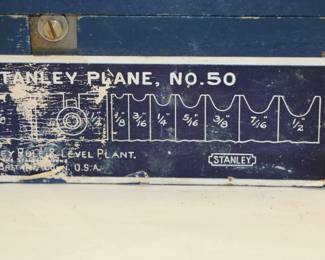 STANLEY PLANE, NO. 50
1/8 3/16 1/4 5/16 3/8 7/16 1/2
STANLEY
LEVEL PLANT.
U.S.A.